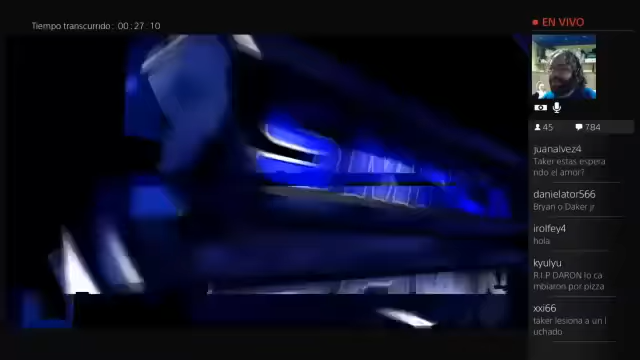 Tiempo transcurrido: 00:27:10
EN VIVO
45 784
juanalvez4
Taker estas espera
ndo el amor?
danielator566
Bryan o Daker jr
irolfey4
hola
kyulyu
R.I.P DARON lo ca
mbiaron por pizza
xxi66
taker lesiona a un l
uchado